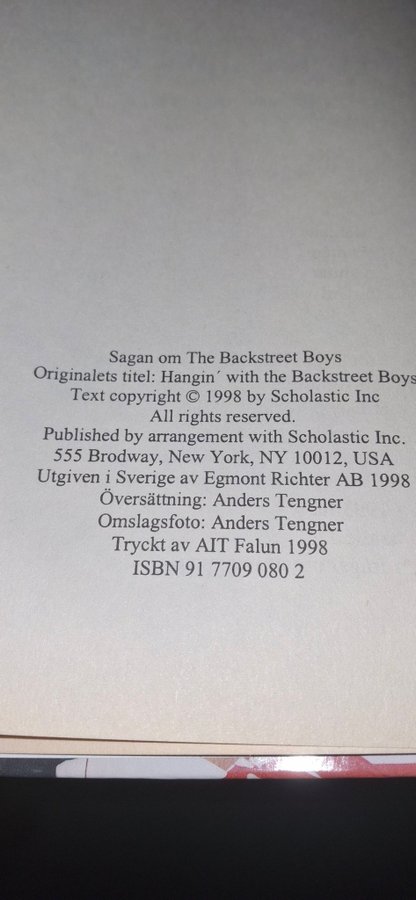 Sagan om The Backstreet Boys
Originalets titel: Hangin´ with the Backstreet Boys
Text copyright © 1998 by Scholastic Inc
All rights reserved.
Published by arrangement with Scholastic Inc.
555 Brodway, New York, NY 10012, USA
Utgiven i Sverige av Egmont Richter AB 1998
Översättning: Anders Tengner
Omslagsfoto: Anders Tengner
Tryckt av AIT Falun 1998
ISBN 91 7709 080 2